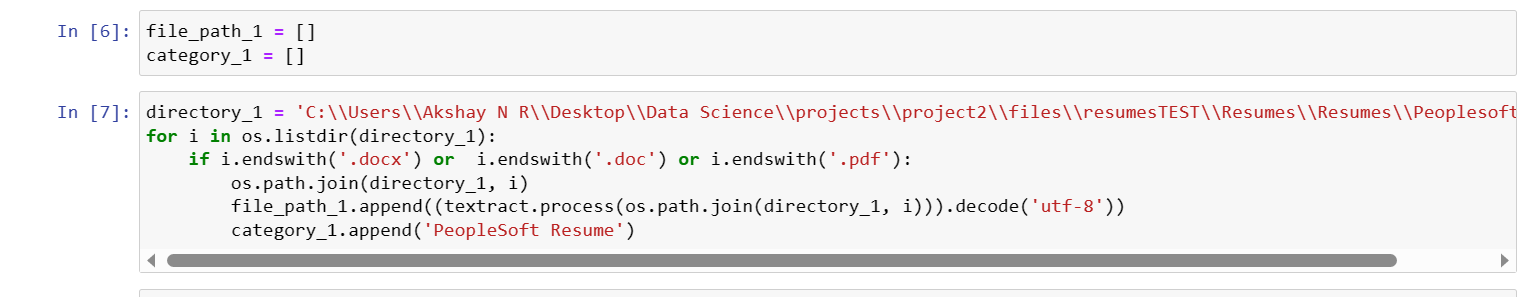 In [6]: file_path_1 = []
category_1 = []
In [7]: directory_1 = 'C:\\Users\\Akshay N R\\Desktop\\Data Science\\projects\\project2\\files\\resumesTEST\\Resumes\\Resumes\\Peoplesoft
for i in os.listdir(directory_1):
    if i.endswith('.docx') or  i.endswith('.doc') or i.endswith('.pdf'):
        os.path.join(directory_1, i)
        file_path_1.append((textract.process(os.path.join(directory_1, i))).decode('utf-8'))
        category_1.append('PeopleSoft Resume')